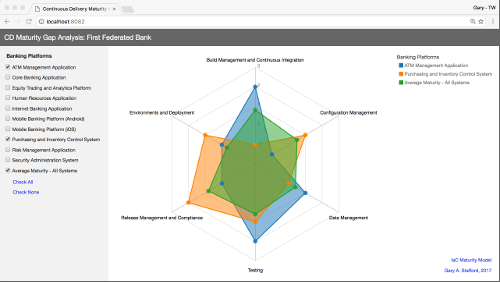 Continuous Delivery Maturity
Gary - TW
localhost:8082
CD Maturity Gap Analysis: First Federated Bank
Banking Platforms
ATM Management Application
Core Banking Application
Equity Trading and Analytics Platform
Human Resources Application
Internet Banking Application
Mobile Banking Platform (Android)
Mobile Banking Platform (iOS)
Purchasing and Inventory Control System
Risk Management Application
Security Administration System
Average Maturity - All Systems
Check All
Check None
Build Management and Continuous Integration
3
Environments and Deployment
Configuration Management
Release Management and Compliance
Data Management
Testing
Banking Platforms
ATM Management Application
Purchasing and Inventory Control System
Average Maturity - All Systems
IaC Maturity Model
Gary A. Stafford, 2017